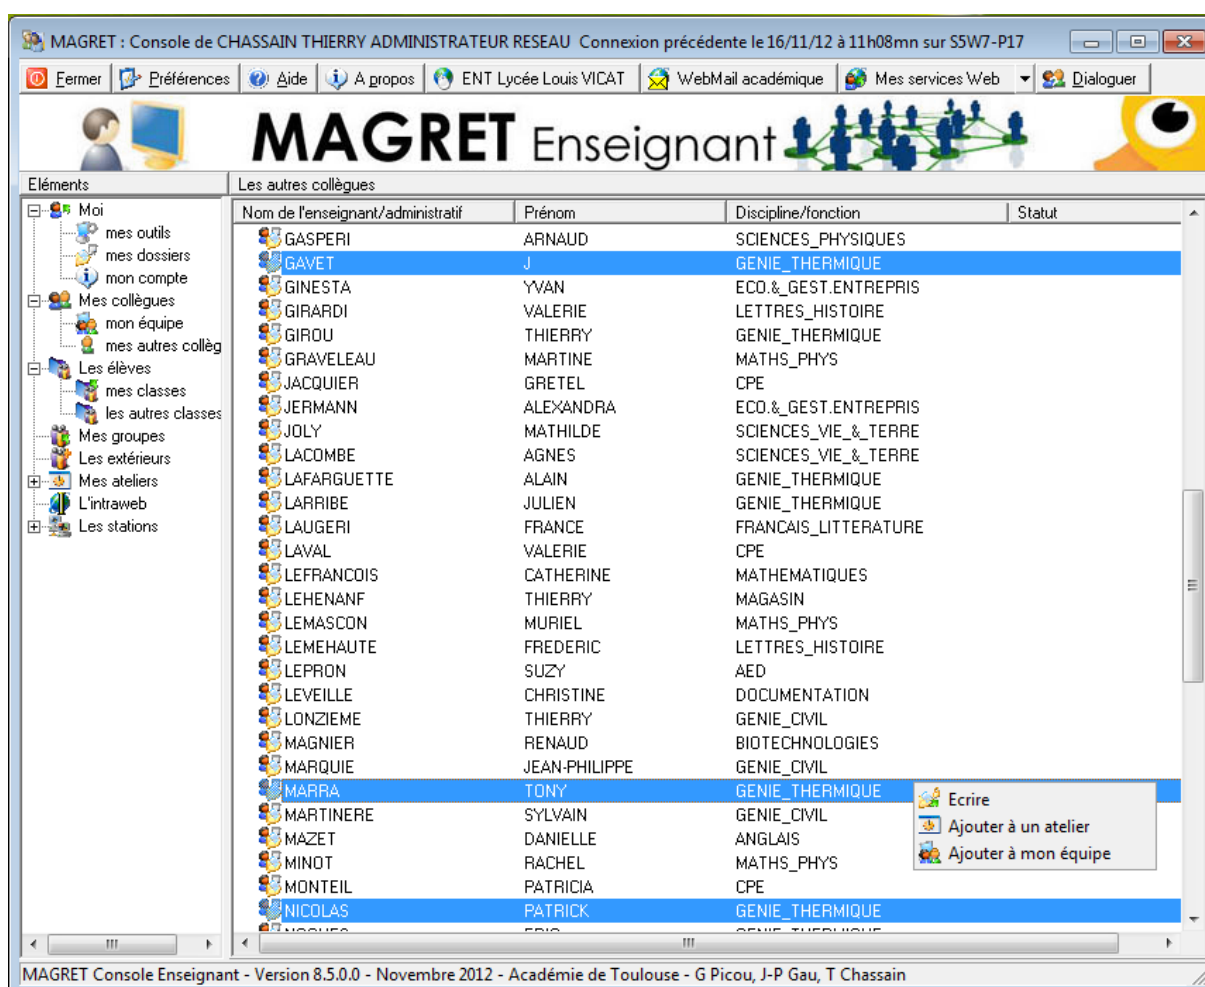 MAGRET : Console de CHASSAIN THIERRY ADMINISTRATEUR RESEAU Connexion précédente le 16/11/12 à 11h08mn sur S5W7-P17
Fermer Préférences Aide A propos ENT Lycée Louis VICAT WebMail académique Mes services Web Dialoguer
MAGRET Enseignant
Eléments
Moi
mes outils
mes dossiers
mon compte
Mes collègues
mon équipe
mes autres collèg
Les élèves
mes classes
les autres classes
Mes groupes
Les extérieurs
Mes ateliers
L'intraweb
Les stations
Les autres collègues
Nom de l'enseignant/administratif Prénom Discipline/fonction Statut
GASPERI ARNAUD SCIENCES_PHYSIQUES
GAVET J GENIE_THERMIQUE
GINESTA YVAN ECO.&_GEST.ENTREPRIS
GIRARDI VALERIE LETTRES_HISTOIRE
GIROU THIERRY GENIE_THERMIQUE
GRAVELEAU MARTINE MATHS_PHYS
JACQUIER GRETEL CPE
JERMANN ALEXANDRA ECO.&_GEST.ENTREPRIS
JOLY MATHILDE SCIENCES_VIE_&_TERRE
LACOMBE AGNES SCIENCES_VIE_&_TERRE
LAFARGUETTE ALAIN GENIE_THERMIQUE
LARRIBE JULIEN GENIE_THERMIQUE
LAUGERI FRANCE FRANCAIS_LITTERATURE
LAVAL VALERIE CPE
LEFRANCOIS CATHERINE MATHEMATIQUES
LEHENANF THIERRY MAGASIN
LEMASCON MURIEL MATHS_PHYS
LEMEHAUTE FREDERIC LETTRES_HISTOIRE
LEPRON SUZY AED
LEVEILLE CHRISTINE DOCUMENTATION
LONZIEME THIERRY GENIE_CIVIL
MAGNIER RENAUD BIOTECHNOLOGIES
MARQUIE JEAN-PHILIPPE GENIE_CIVIL
MARRA TONY GENIE_THERMIQUE
MARTINERE SYLVAIN GENIE_CIVIL
MAZET DANIELLE ANGLAIS
MINOT RACHEL MATHS_PHYS
MONTEIL PATRICIA CPE
NICOLAS PATRICK GENIE_THERMIQUE
Ecrire
Ajouter à un atelier
Ajouter à mon équipe
MAGRET Console Enseignant - Version 8.5.0.0 - Novembre 2012 - Académie de Toulouse - G Picou, J-P Gau, T Chassain